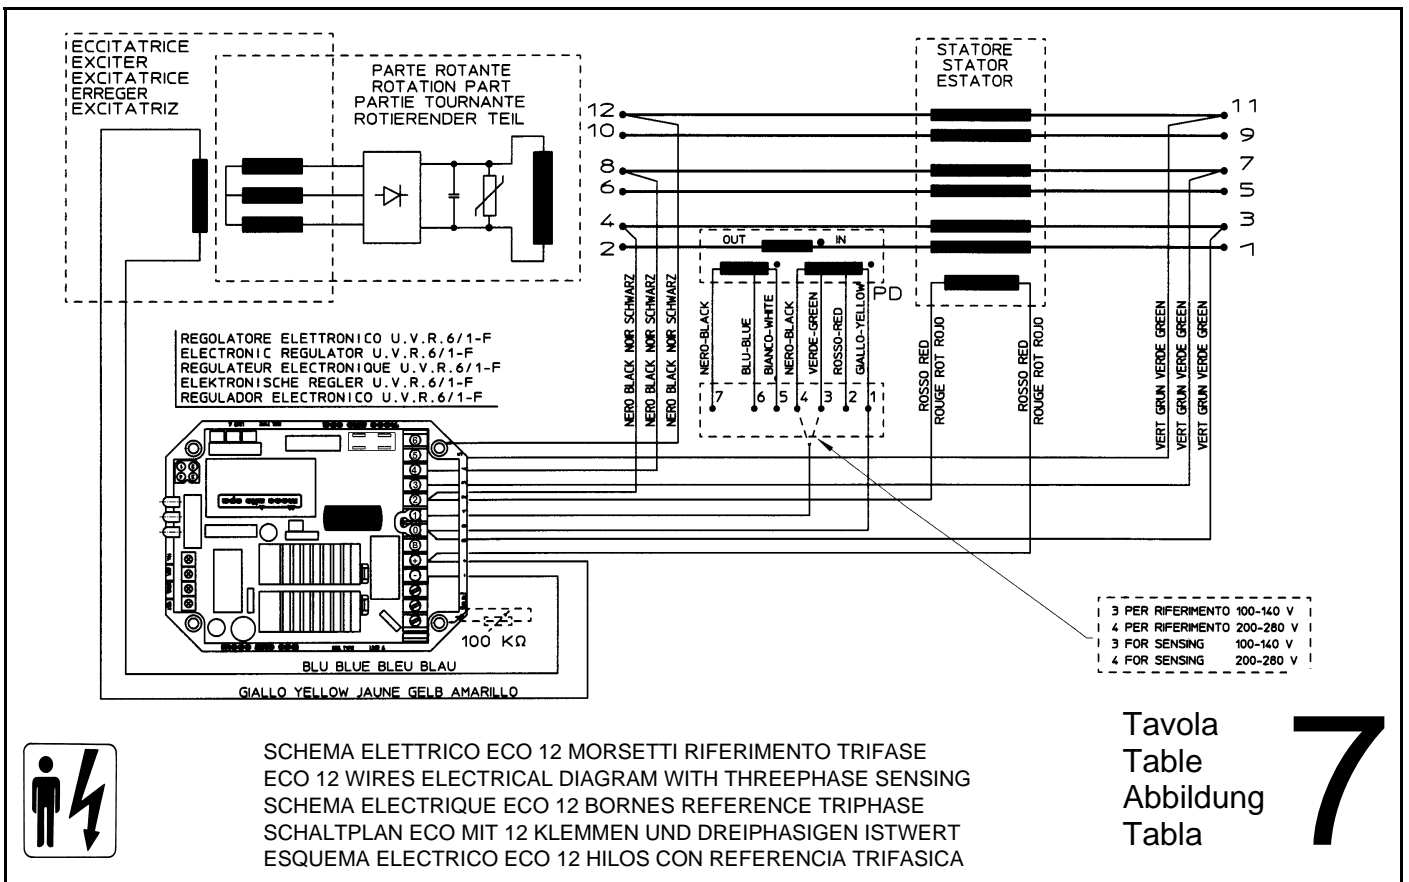 ECCITATRICE
EXCITER
EXCITATRICE
ERREGER
EXCITATRIZ
PARTE ROTANTE
ROTATION PART
PARTIE TOURNANTE
ROTIERENDER TEIL
STATORE
STATOR
ESTATOR
12
10
8
6
4
2
11
9
7
5
3
1
OUT
IN
PD
NERO BLACK NOIR SCHWARZ
NERO BLACK NOIR SCHWARZ
NERO BLACK NOIR SCHWARZ
NERO-BLACK
BLU-BLUE
BIANCO-WHITE
NERO-BLACK
VERDE-GREEN
ROSSO-RED
GIALLO-YELLOW
7 6 5 4 3 2 1
ROSSO RED
ROUGE ROT ROJO
ROSSO RED
ROUGE ROT ROJO
VERT GRUN VERDE GREEN
VERT GRUN VERDE GREEN
VERT GRUN VERDE GREEN
REGOLATORE ELETTRONICO U.V.R.6/1-F
ELECTRONIC REGULATOR U.V.R.6/1-F
REGULATEUR ELECTRONIQUE U.V.R.6/1-F
ELEKTRONISCHE REGLER U.V.R.6/1-F
REGULADOR ELECTRONICO U.V.R.6/1-F
6
5
4
3
2
1
0
B
+
-
100 KΩ
BLU BLUE BLEU BLAU
GIALLO YELLOW JAUNE GELB AMARILLO
3 PER RIFERIMENTO 100-140 V
4 PER RIFERIMENTO 200-280 V
3 FOR SENSING 100-140 V
4 FOR SENSING 200-280 V
SCHEMA ELETTRICO ECO 12 MORSETTI RIFERIMENTO TRIFASE
ECO 12 WIRES ELECTRICAL DIAGRAM WITH THREEPHASE SENSING
SCHEMA ELECTRIQUE ECO 12 BORNES REFERENCE TRIPHASE
SCHALTPLAN ECO MIT 12 KLEMMEN UND DREIPHASIGEN ISTWERT
ESQUEMA ELECTRICO ECO 12 HILOS CON REFERENCIA TRIFASICA
Tavola
Table
Abbildung
Tabla
7